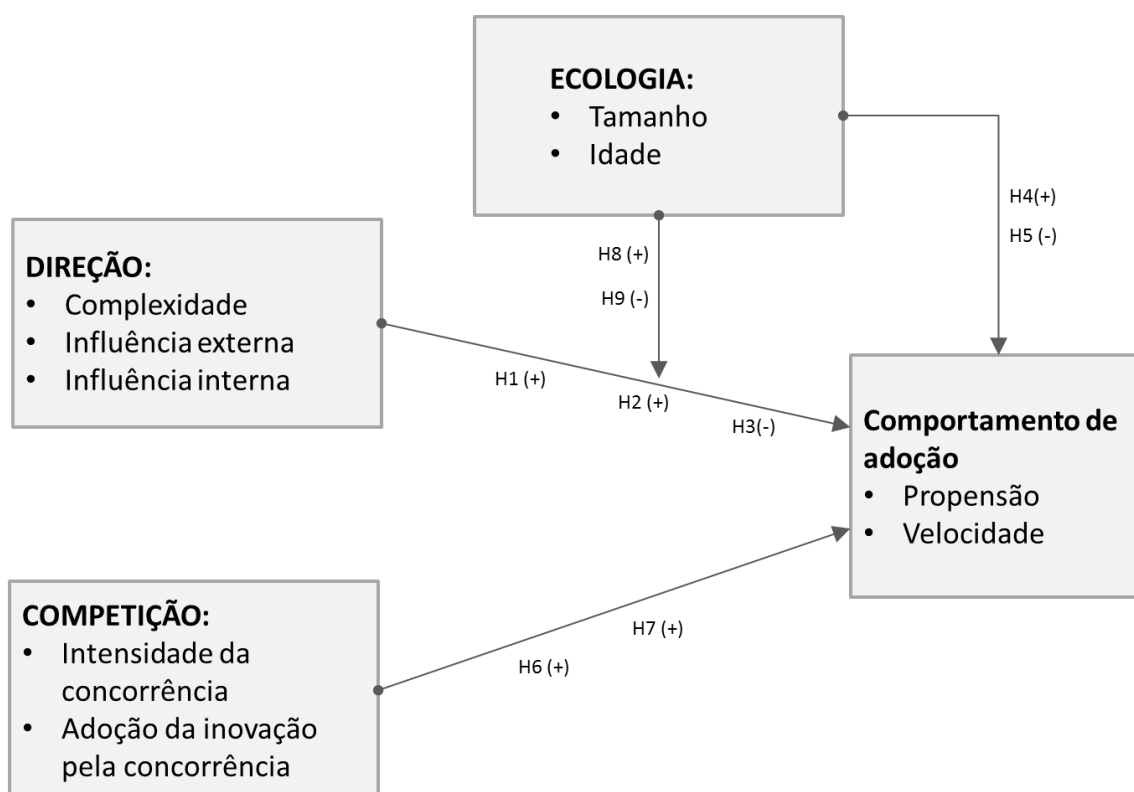 ECOLOGIA:
• Tamanho
• Idade
H4(+)
H5 (-)
H8 (+)
H9 (-)
DIREÇÃO:
• Complexidade
• Influência externa
• Influência interna
H1 (+)
H2 (+)
H3(-)
Comportamento de
adoção
• Propensão
• Velocidade
COMPETIÇÃO:
• Intensidade da
concorrência
• Adoção da inovação
pela concorrência
H6 (+)
H7 (+)